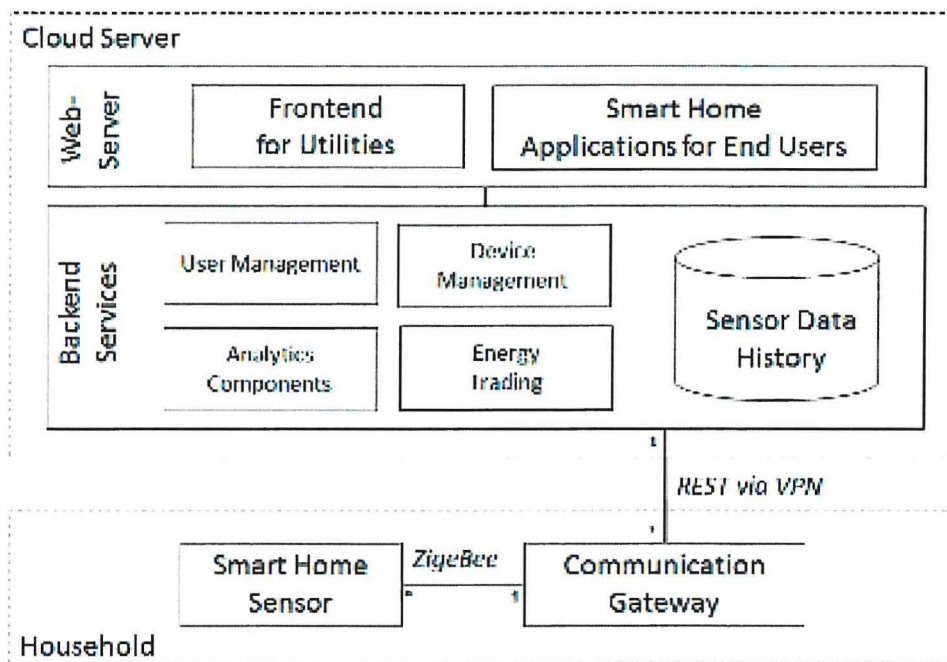 Cloud Server
Web-
Server
Frontend
for Utilities
Smart Home
Applications for End Users
Backend
Services
User Management
Device
Management
Analytics
Components
Energy
Trading
Sensor Data
History
1
REST via VPN
*
Smart Home
Sensor
ZigeBee
*
1
Communication
Gateway
Household